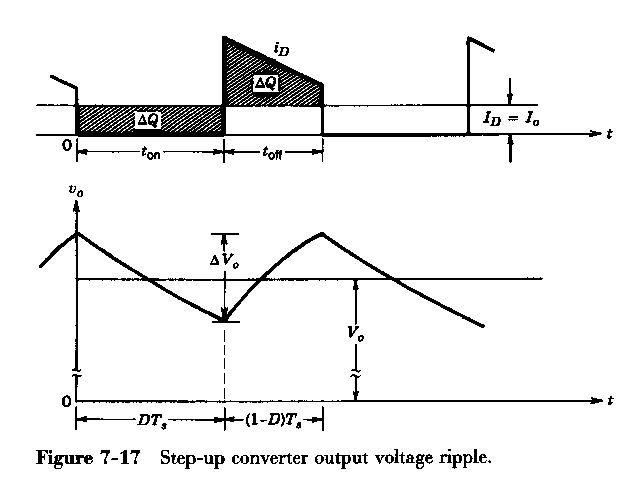 i_D
ΔQ
ΔQ
I_D = I_o
0
t_on
t_off
t
v_o
ΔV_o
V_o
0
DT_s
(1-D)T_s
t
Figure 7-17 Step-up converter output voltage ripple.